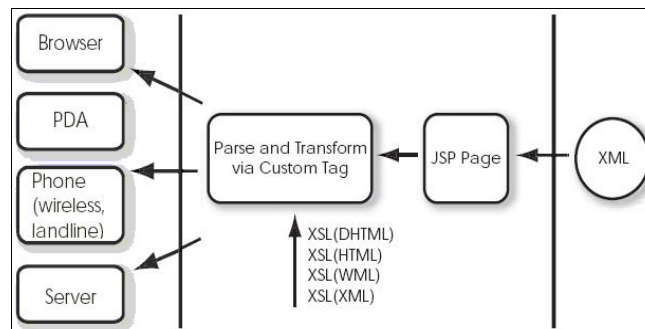 Browser
PDA
Phone
(wireless,
landline)
Server
Parse and Transform
via Custom Tag
JSP Page
XML
XSL(DHTML)
XSL(HTML)
XSL(WML)
XSL(XML)